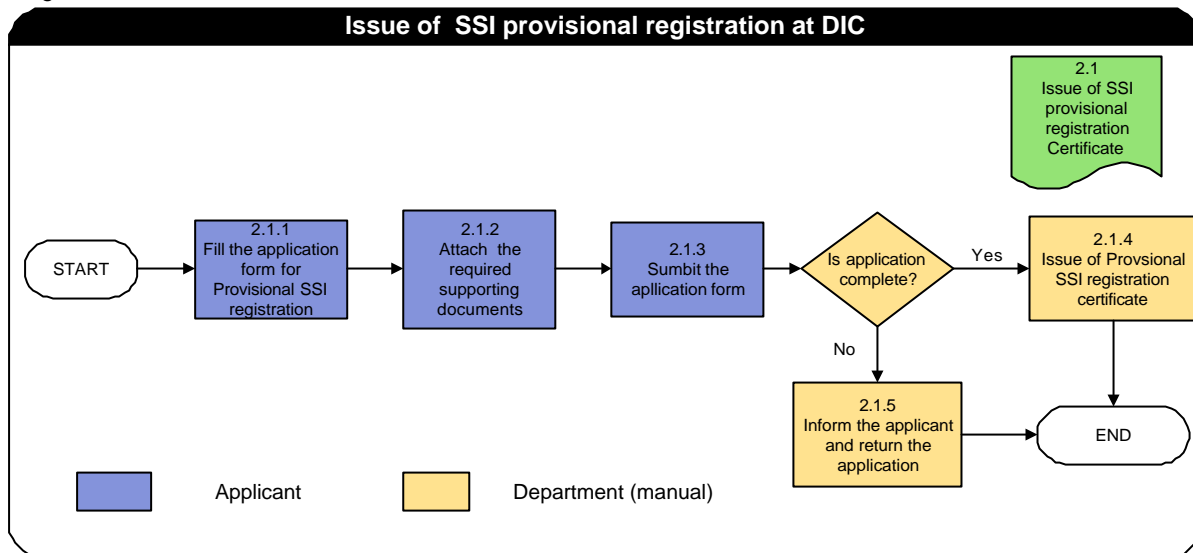 Issue of SSI provisional registration at DIC
2.1
Issue of SSI
provisional
registration
Certificate
START
2.1.1
Fill the application
form for
Provisional SSI
registration
2.1.2
Attach the
required
supporting
documents
2.1.3
Sumbit the
apllication form
Is application
complete?
Yes
2.1.4
Issue of Provsional
SSI registration
certificate
No
2.1.5
Inform the applicant
and return the
application
END
Applicant
Department (manual)